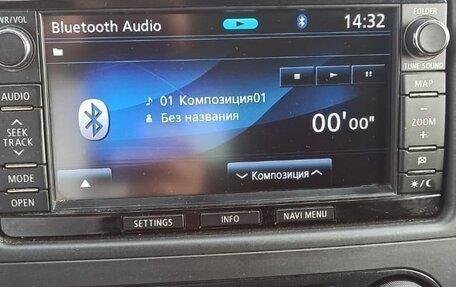 Bluetooth Audio 14:32
FOLDER
PWR/VOL
TUNE SOUND
AUDIO
MAP
01 Композиция01
Без названия
00'00"
SEEK
TRACK
ZOOM
Композиция
MODE
OPEN
SETTINGS
INFO
NAVI MENU